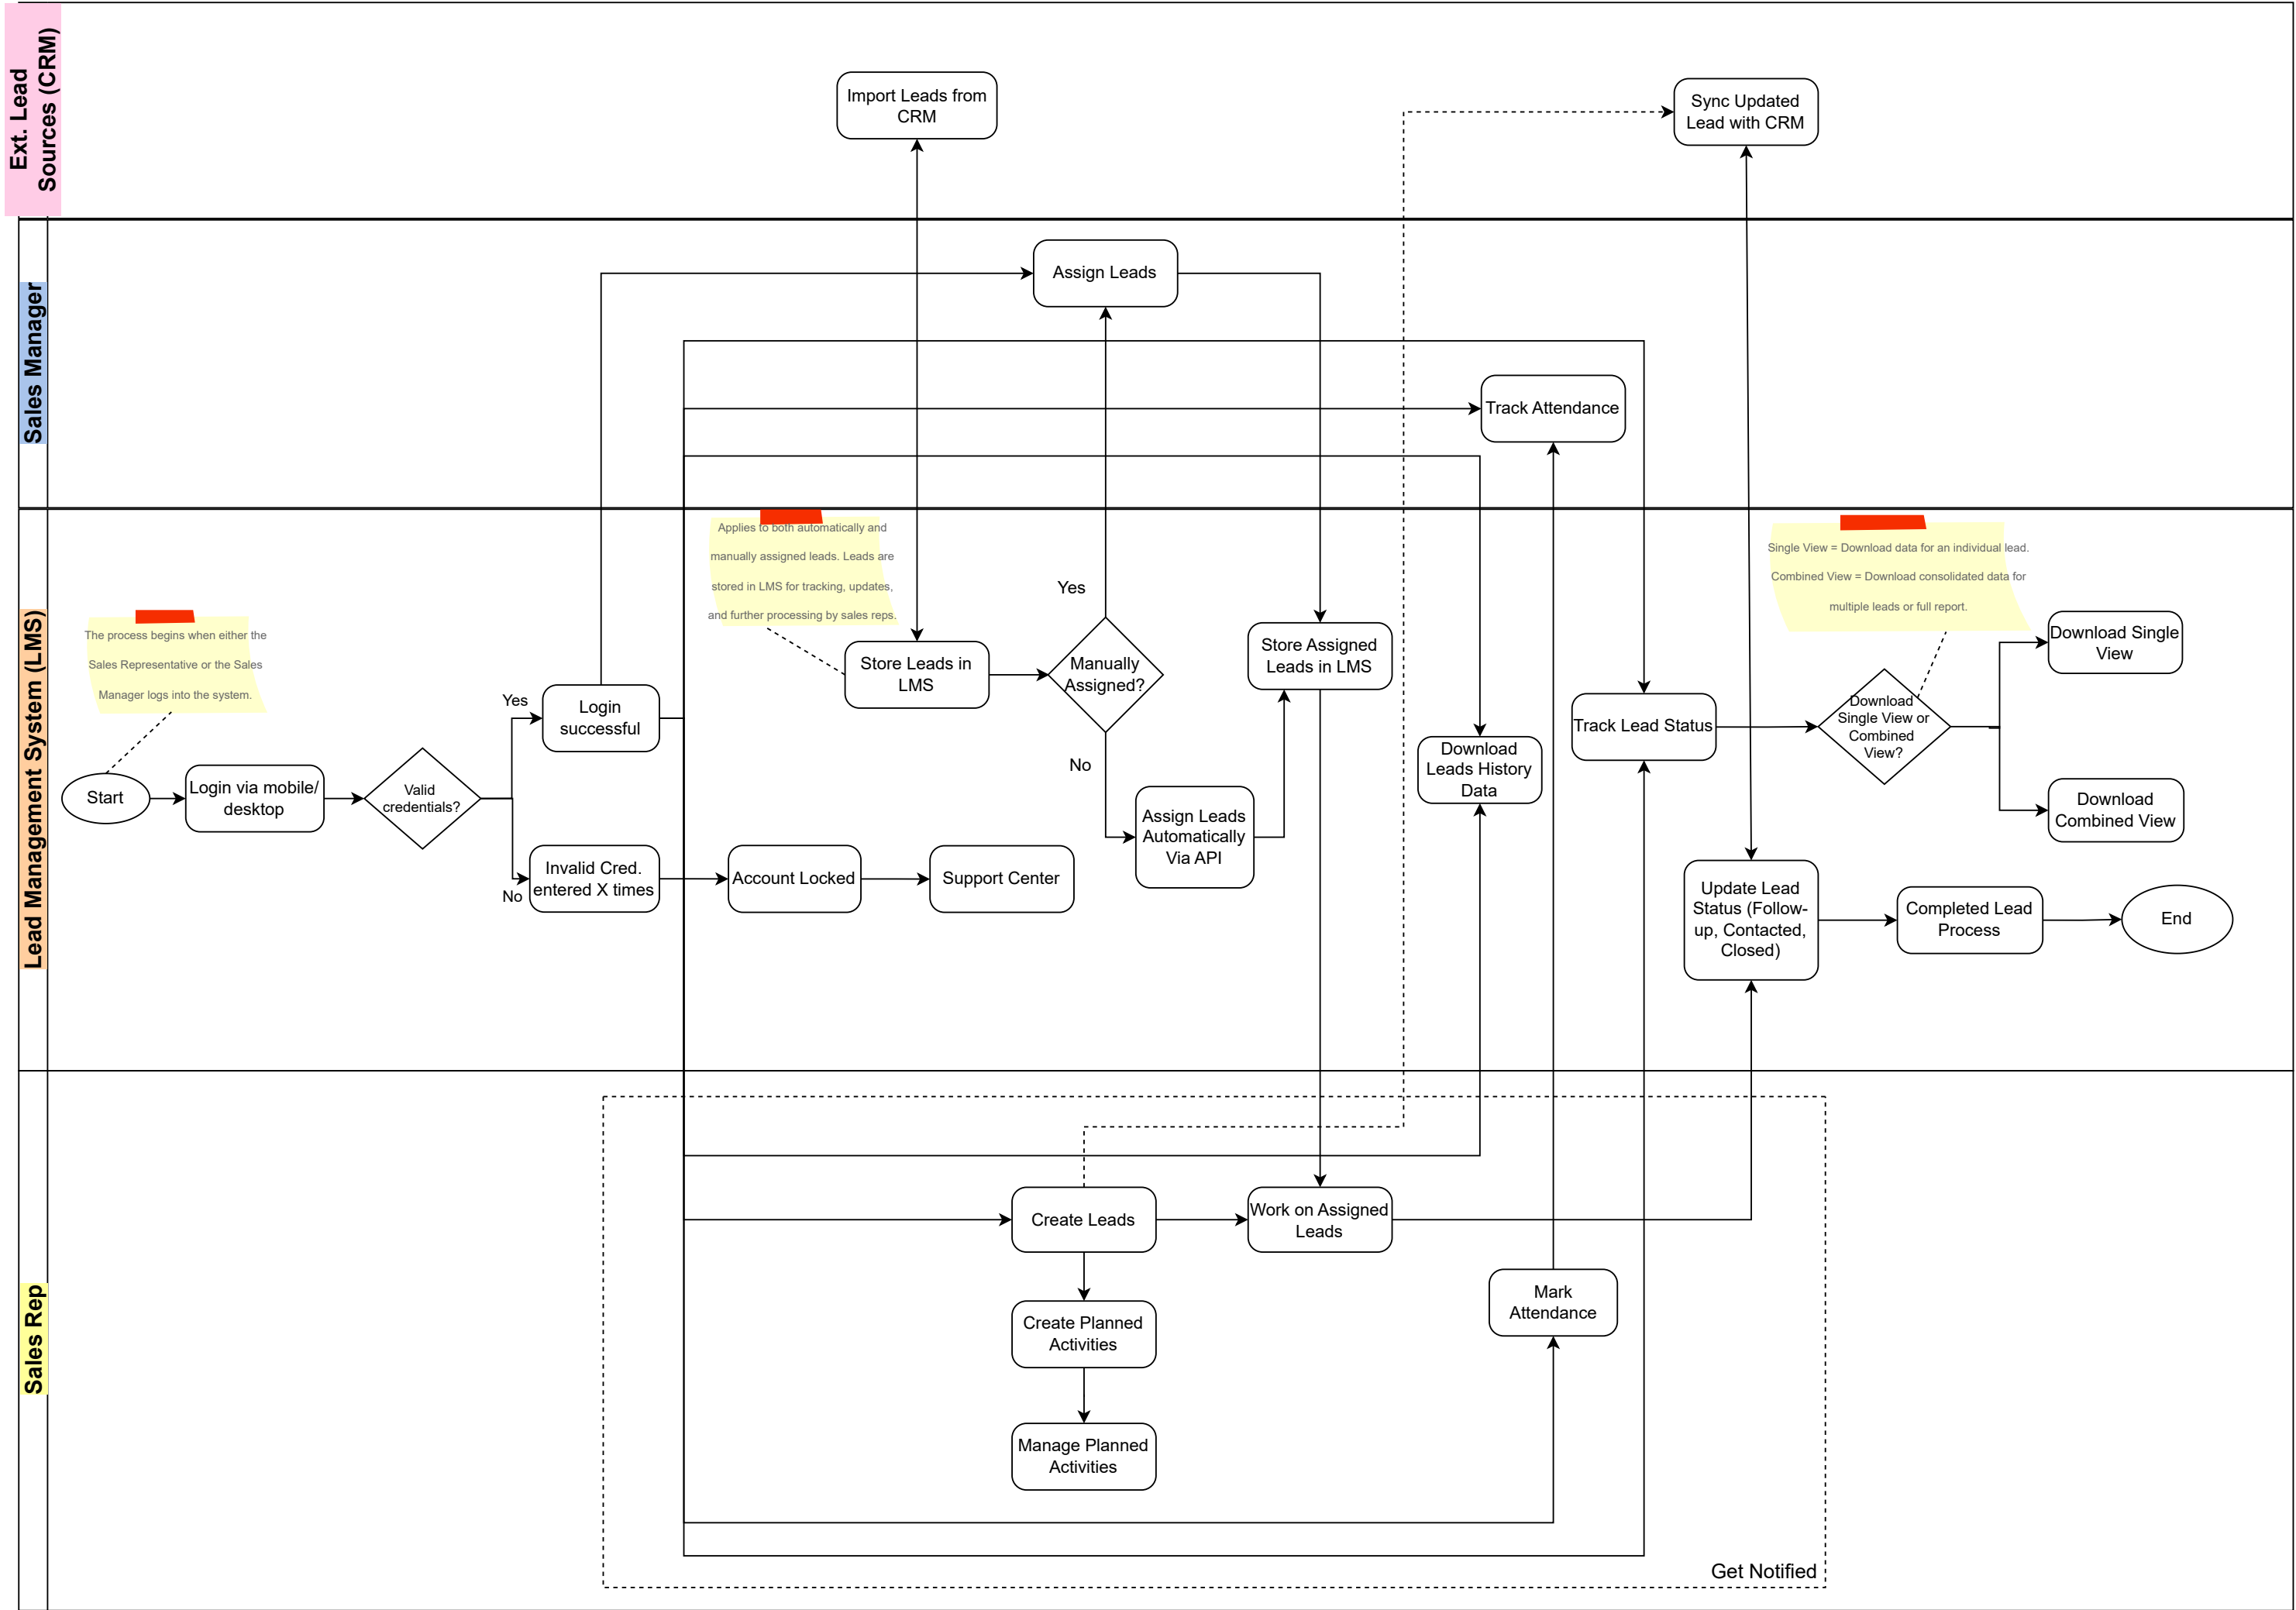 Ext. Lead
Sources (CRM)
Import Leads from
CRM
Sync Updated
Lead with CRM
Sales Manager
Assign Leads
Track Attendance
Lead Management System (LMS)
The process begins when either the
Sales Representative or the Sales
Manager logs into the system.
Start
Login via mobile/
desktop
Valid
credentials?
Yes
Login
successful
No
Invalid Cred.
entered X times
Account Locked
Support Center
Applies to both automatically and
manually assigned leads. Leads are
stored in LMS for tracking, updates,
and further processing by sales reps.
Store Leads in
LMS
Manually
Assigned?
Yes
No
Assign Leads
Automatically
Via API
Store Assigned
Leads in LMS
Download
Leads History
Data
Track Lead Status
Single View = Download data for an individual lead.
Combined View = Download consolidated data for
multiple leads or full report.
Download
Single View or
Combined
View?
Download Single
View
Download
Combined View
Update Lead
Status (Follow-
up, Contacted,
Closed)
Completed Lead
Process
End
Sales Rep
Create Leads
Work on Assigned
Leads
Create Planned
Activities
Manage Planned
Activities
Mark
Attendance
Get Notified